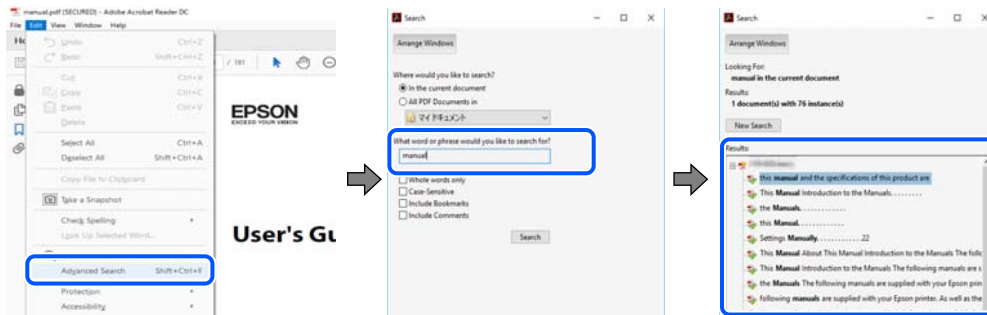 manual.pdf (SECURED) - Adobe Acrobat Reader DC
File Edit View Window Help
Undo Ctrl+Z
Redo Shift+Ctrl+Z
Cut Ctrl+X
Copy Ctrl+C
Paste Ctrl+V
Delete
Select All Ctrl+A
Deselect All Shift+Ctrl+A
Copy File to Clipboard
Take a Snapshot
Check Spelling
Look Up Selected Word...
Advanced Search Shift+Ctrl+F
Protection
Accessibility
/ 181
EPSON
EXCEED YOUR VISION
User's Gu
Search
Arrange Windows
Where would you like to search?
In the current document
All PDF Documents in
マイ ドキュメント
What word or phrase would you like to search for?
manual
Whole words only
Case-Sensitive
Include Bookmarks
Include Comments
Search
Search
Arrange Windows
Looking For:
manual in the current document
Results:
1 document(s) with 76 instance(s)
New Search
Results:
this manual and the specifications of this product are
This Manual Introduction to the Manuals. . . . . . . . .
the Manuals. . . . . . . . . . . . .
this Manual. . . . . . . . . . . . .
Settings Manually. . . . . . . . . . . . .22
This Manual About This Manual Introduction to the Manuals The follo
This Manual Introduction to the Manuals The following manuals are s
the Manuals The following manuals are supplied with your Epson prin
following manuals are supplied with your Epson printer. As well as the